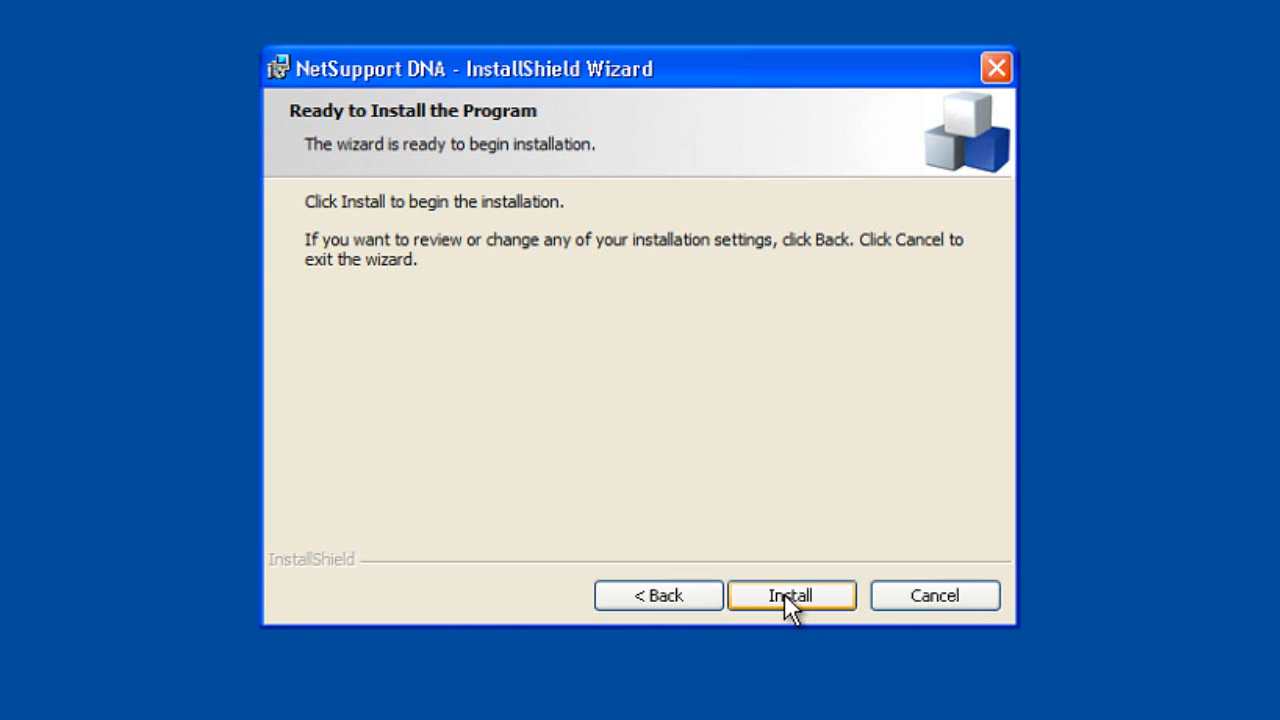 NetSupport DNA - InstallShield Wizard
Ready to Install the Program
The wizard is ready to begin installation.
Click Install to begin the installation.
If you want to review or change any of your installation settings, click Back. Click Cancel to
exit the wizard.
InstallShield
< Back
Install
Cancel